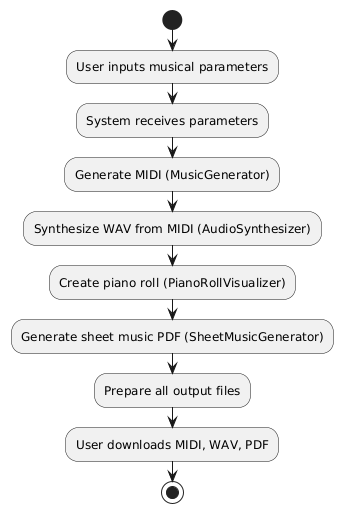 User inputs musical parameters
System receives parameters
Generate MIDI (MusicGenerator)
Synthesize WAV from MIDI (AudioSynthesizer)
Create piano roll (PianoRollVisualizer)
Generate sheet music PDF (SheetMusicGenerator)
Prepare all output files
User downloads MIDI, WAV, PDF